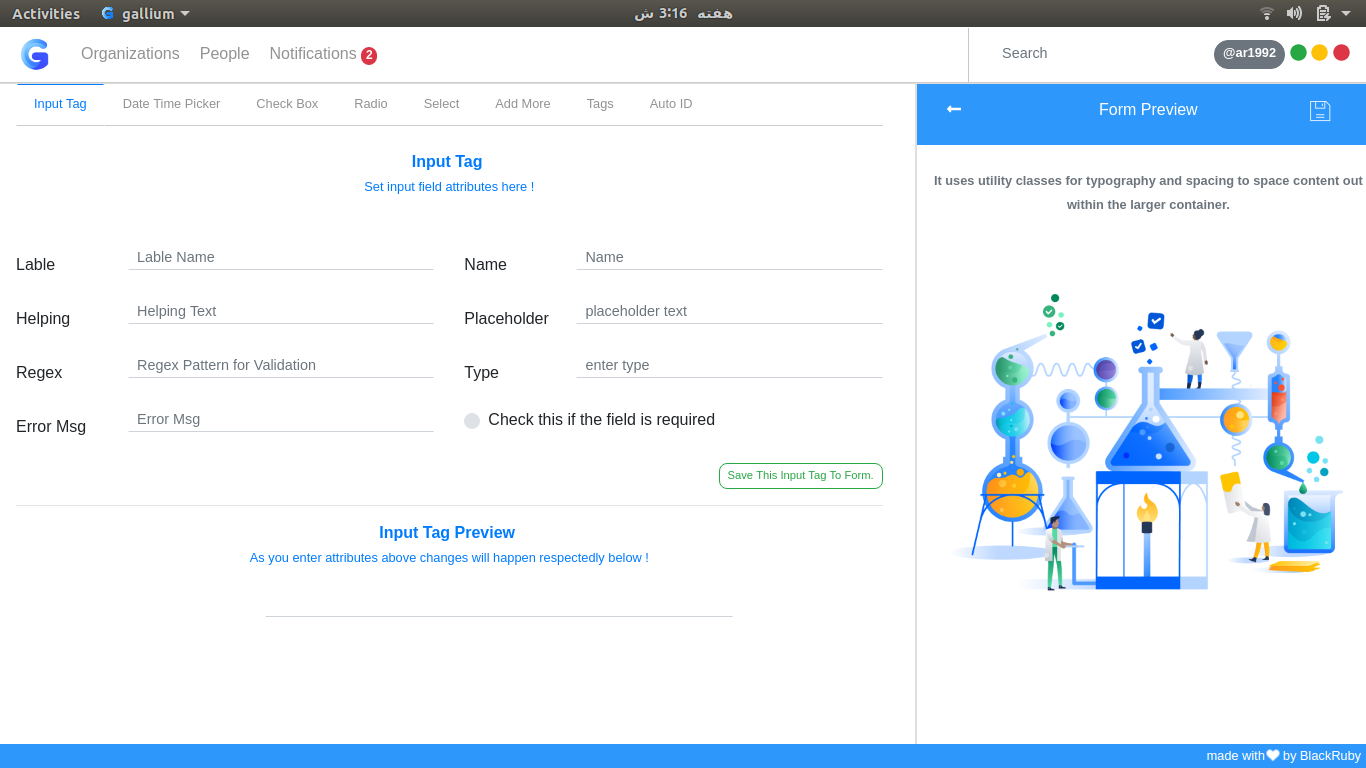 Activities gallium هفته 3:16 ش
Organizations People Notifications 2 Search @ar1992
Input Tag Date Time Picker Check Box Radio Select Add More Tags Auto ID
Input Tag
Set input field attributes here !
Lable Lable Name Name Name
Helping Helping Text Placeholder placeholder text
Regex Regex Pattern for Validation Type enter type
Error Msg Error Msg Check this if the field is required
Save This Input Tag To Form.
Input Tag Preview
As you enter attributes above changes will happen respectedly below !
Form Preview
It uses utility classes for typography and spacing to space content out
within the larger container.
made with by BlackRuby